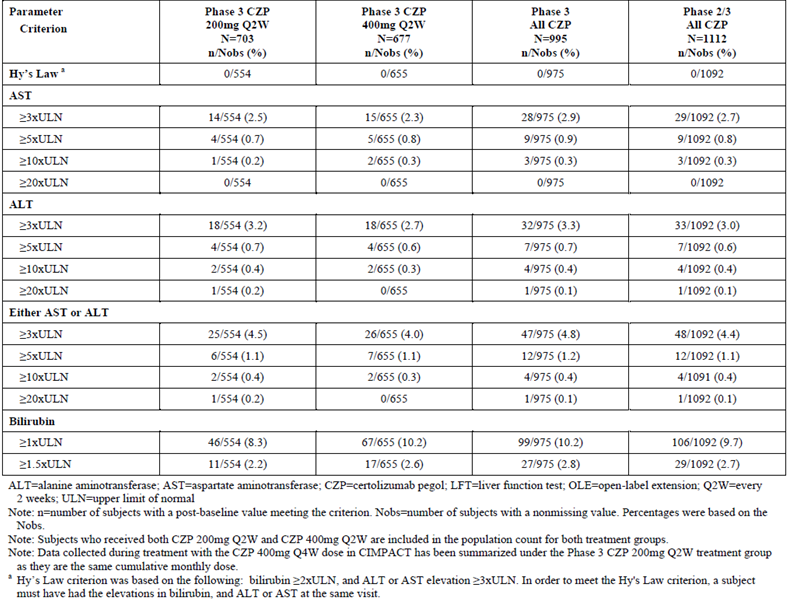 Parameter Criterion | Phase 3 CZP 200mg Q2W N=703 n/Nobs (%) | Phase 3 CZP 400mg Q2W N=677 n/Nobs (%) | Phase 3 All CZP N=995 n/Nobs (%) | Phase 2/3 All CZP N=1112 n/Nobs (%)
Hy's Law a | 0/554 | 0/655 | 0/975 | 0/1092
AST
≥3xULN | 14/554 (2.5) | 15/655 (2.3) | 28/975 (2.9) | 29/1092 (2.7)
≥5xULN | 4/554 (0.7) | 5/655 (0.8) | 9/975 (0.9) | 9/1092 (0.8)
≥10xULN | 1/554 (0.2) | 2/655 (0.3) | 3/975 (0.3) | 3/1092 (0.3)
≥20xULN | 0/554 | 0/655 | 0/975 | 0/1092
ALT
≥3xULN | 18/554 (3.2) | 18/655 (2.7) | 32/975 (3.3) | 33/1092 (3.0)
≥5xULN | 4/554 (0.7) | 4/655 (0.6) | 7/975 (0.7) | 7/1092 (0.6)
≥10xULN | 2/554 (0.4) | 2/655 (0.3) | 4/975 (0.4) | 4/1092 (0.4)
≥20xULN | 1/554 (0.2) | 0/655 | 1/975 (0.1) | 1/1092 (0.1)
Either AST or ALT
≥3xULN | 25/554 (4.5) | 26/655 (4.0) | 47/975 (4.8) | 48/1092 (4.4)
≥5xULN | 6/554 (1.1) | 7/655 (1.1) | 12/975 (1.2) | 12/1092 (1.1)
≥10xULN | 2/554 (0.4) | 2/655 (0.3) | 4/975 (0.4) | 4/1091 (0.4)
≥20xULN | 1/554 (0.2) | 0/655 | 1/975 (0.1) | 1/1092 (0.1)
Bilirubin
≥1xULN | 46/554 (8.3) | 67/655 (10.2) | 99/975 (10.2) | 106/1092 (9.7)
≥1.5xULN | 11/554 (2.2) | 17/655 (2.6) | 27/975 (2.8) | 29/1092 (2.7)
ALT=alanine aminotransferase; AST=aspartate aminotransferase; CZP=certolizumab pegol; LFT=liver function test; OLE=open-label extension; Q2W=every
2 weeks; ULN=upper limit of normal
Note: n=number of subjects with a post-baseline value meeting the criterion. Nobs=number of subjects with a nonmissing value. Percentages were based on the
Nobs.
Note: Subjects who received both CZP 200mg Q2W and CZP 400mg Q2W are included in the population count for both treatment groups.
Note: Data collected during treatment with the CZP 400mg Q4W dose in CIMPACT has been summarized under the Phase 3 CZP 200mg Q2W treatment group
as they are the same cumulative monthly dose.
a Hy's Law criterion was based on the following: bilirubin ≥2xULN, and ALT or AST elevation ≥3xULN. In order to meet the Hy's Law criterion, a subject
must have had the elevations in bilirubin, and ALT or AST at the same visit.